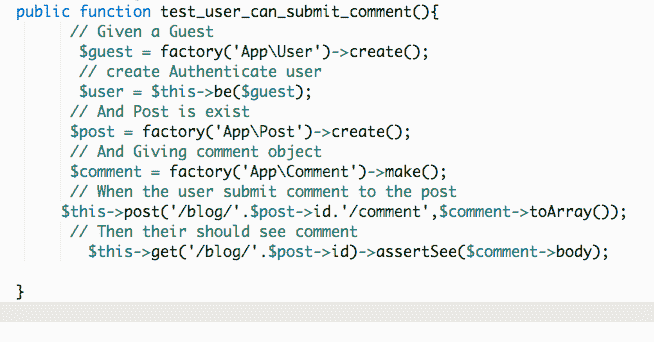 public function test_user_can_submit_comment(){
// Given a Guest
$guest = factory('App\User')->create();
// create Authenticate user
$user = $this->be($guest);
// And Post is exist
$post = factory('App\Post')->create();
// And Giving comment object
$comment = factory('App\Comment')->make();
// When the user submit comment to the post
$this->post('/blog/'.$post->id.'/comment',$comment->toArray());
// Then their should see comment
$this->get('/blog/'.$post->id)->assertSee($comment->body);
}